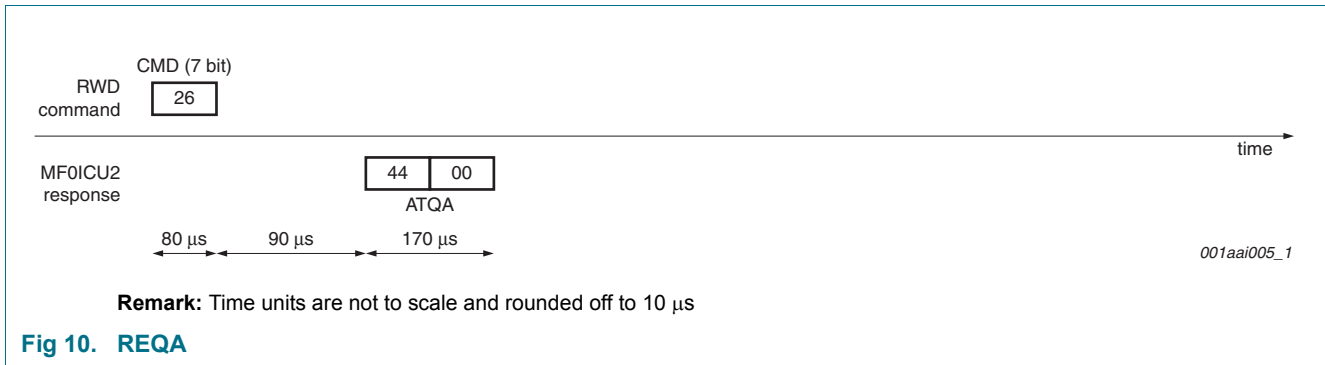 CMD (7 bit)
RWD
command
26
time
MF0ICU2
response
44 00
ATQA
80 μs 90 μs 170 μs
001aai005_1
Remark: Time units are not to scale and rounded off to 10 μs
Fig 10. REQA